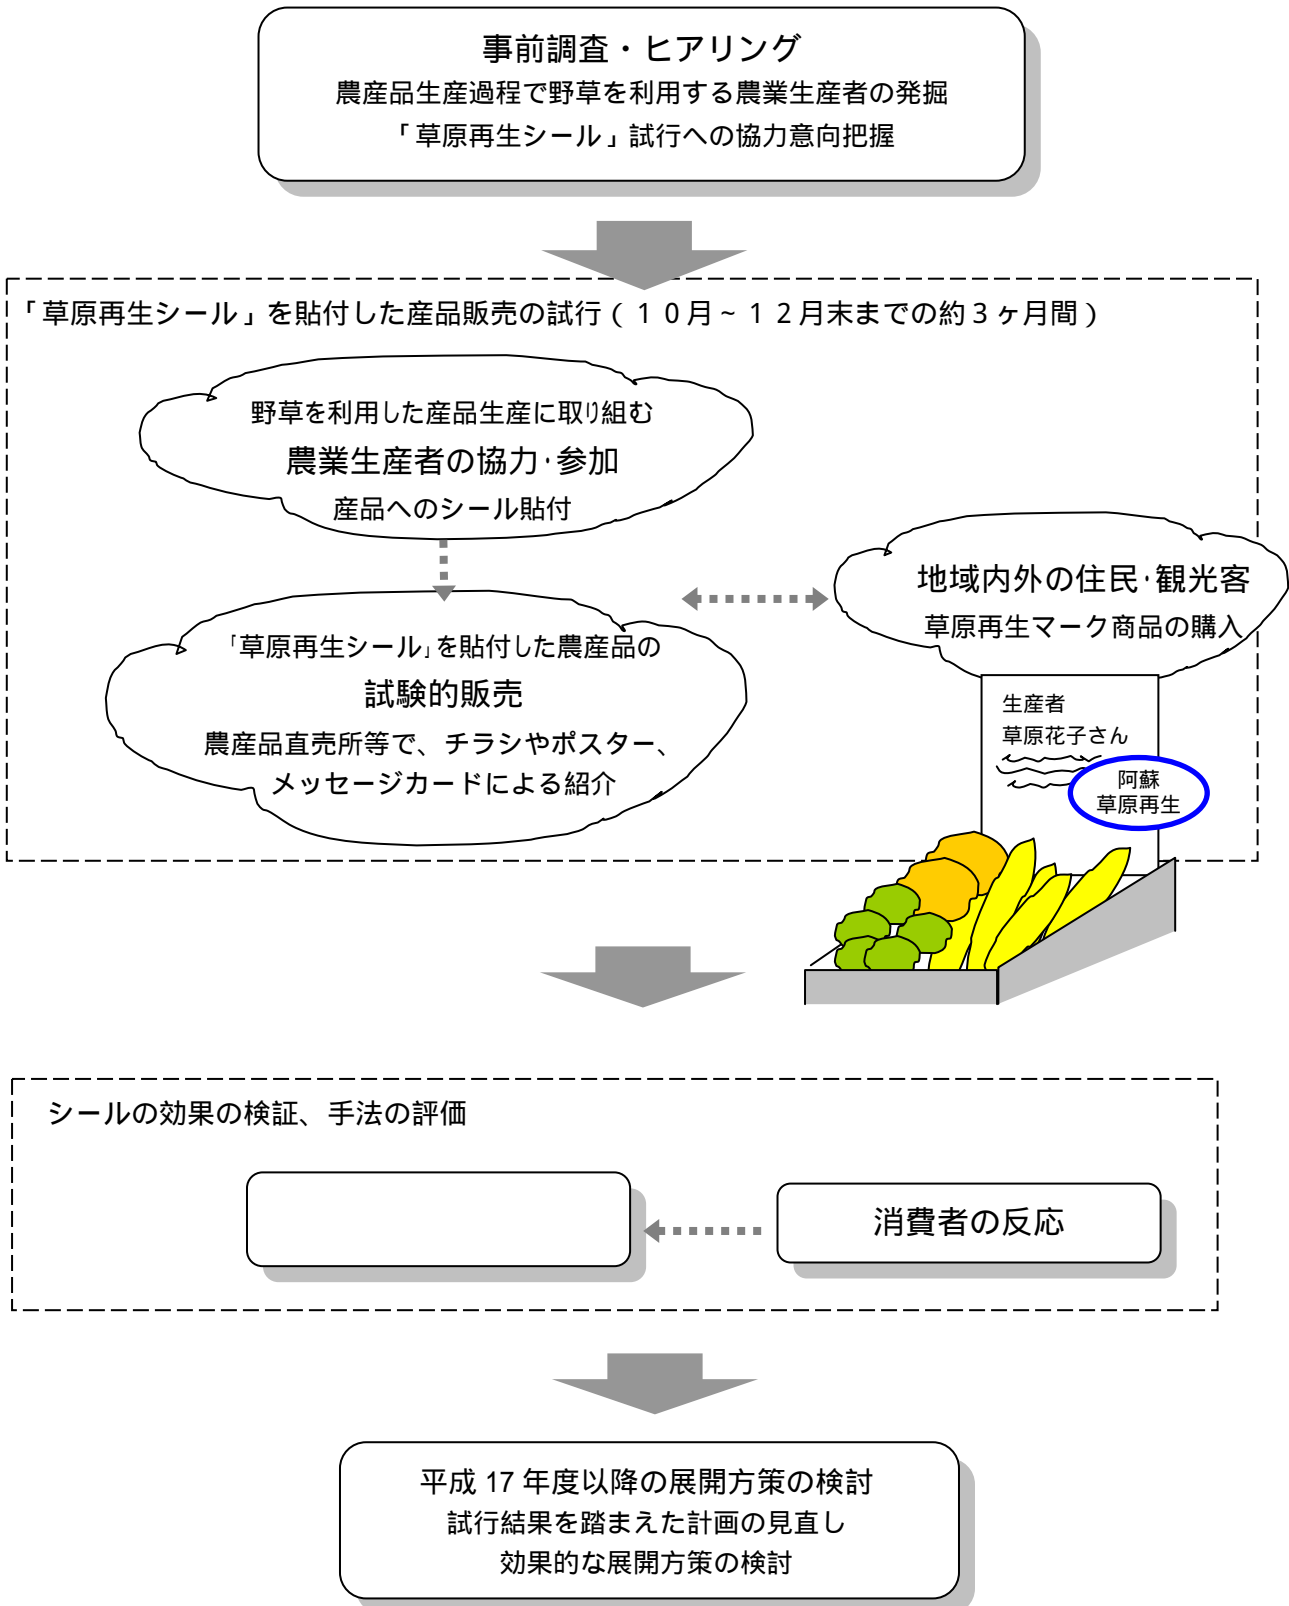 事前調査・ヒアリング
農産品生産過程で野草を利用する農業生産者の発掘
「草原再生シール」試行への協力意向把握
「草原再生シール」を貼付した産品販売の試行（１０月~１２月末までの約３ヶ月間）
野草を利用した産品生産に取り組む
農業生産者の協力・参加
産品へのシール貼付
地域内外の住民・観光客
草原再生マーク商品の購入
「草原再生シール」を貼付した農産品の
試験的販売
農産品直売所等で、チラシやポスター、
メッセージカードによる紹介
生産者
草原花子さん
阿蘇
草原再生
シールの効果の検証、手法の評価
消費者の反応
平成 17 年度以降の展開方策の検討
試行結果を踏まえた計画の見直し
効果的な展開方策の検討